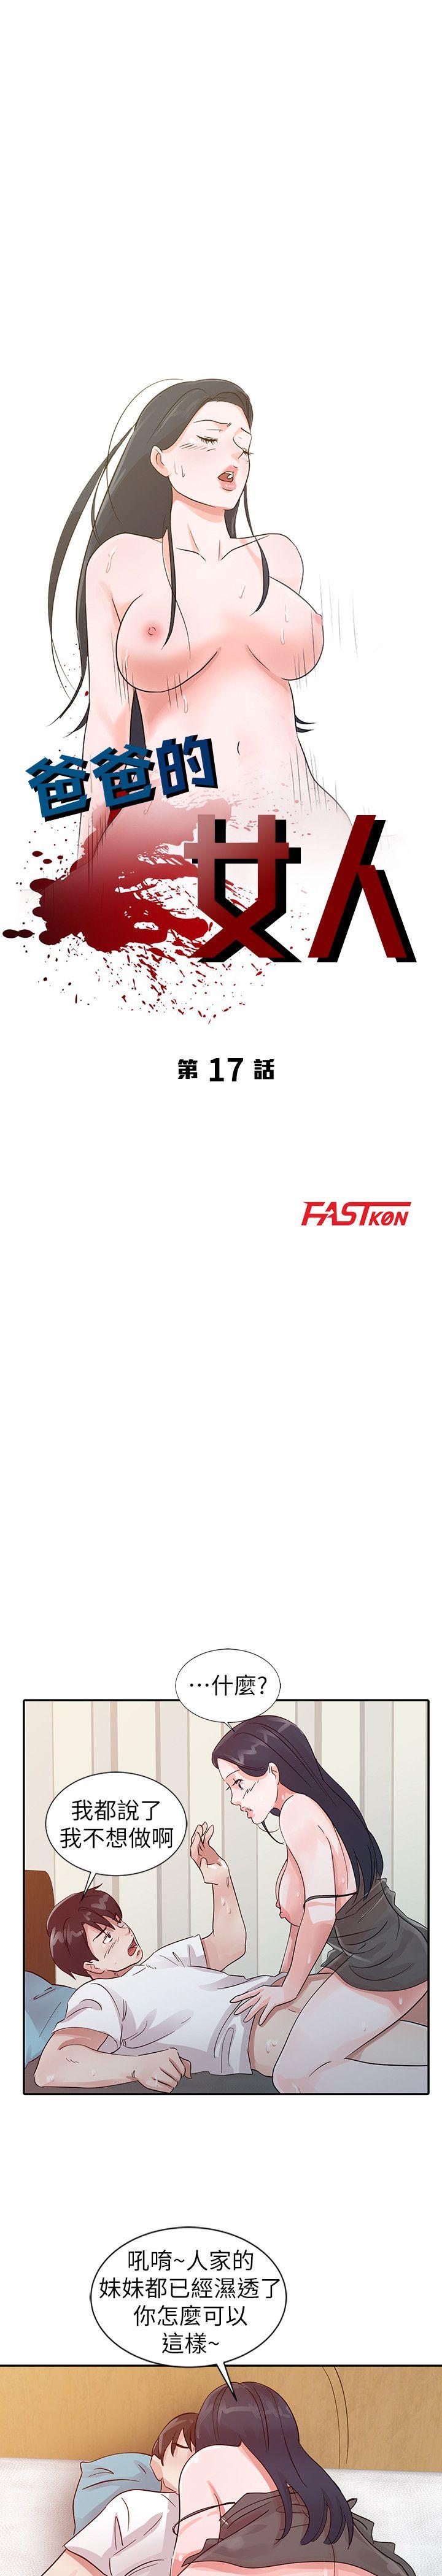 爸爸的
女人
第 17 話
FASTKØN
…什麼?
我都說了
我不想做啊
吼唷~人家的
妹妹都已經濕透了
你怎麼可以
這樣~